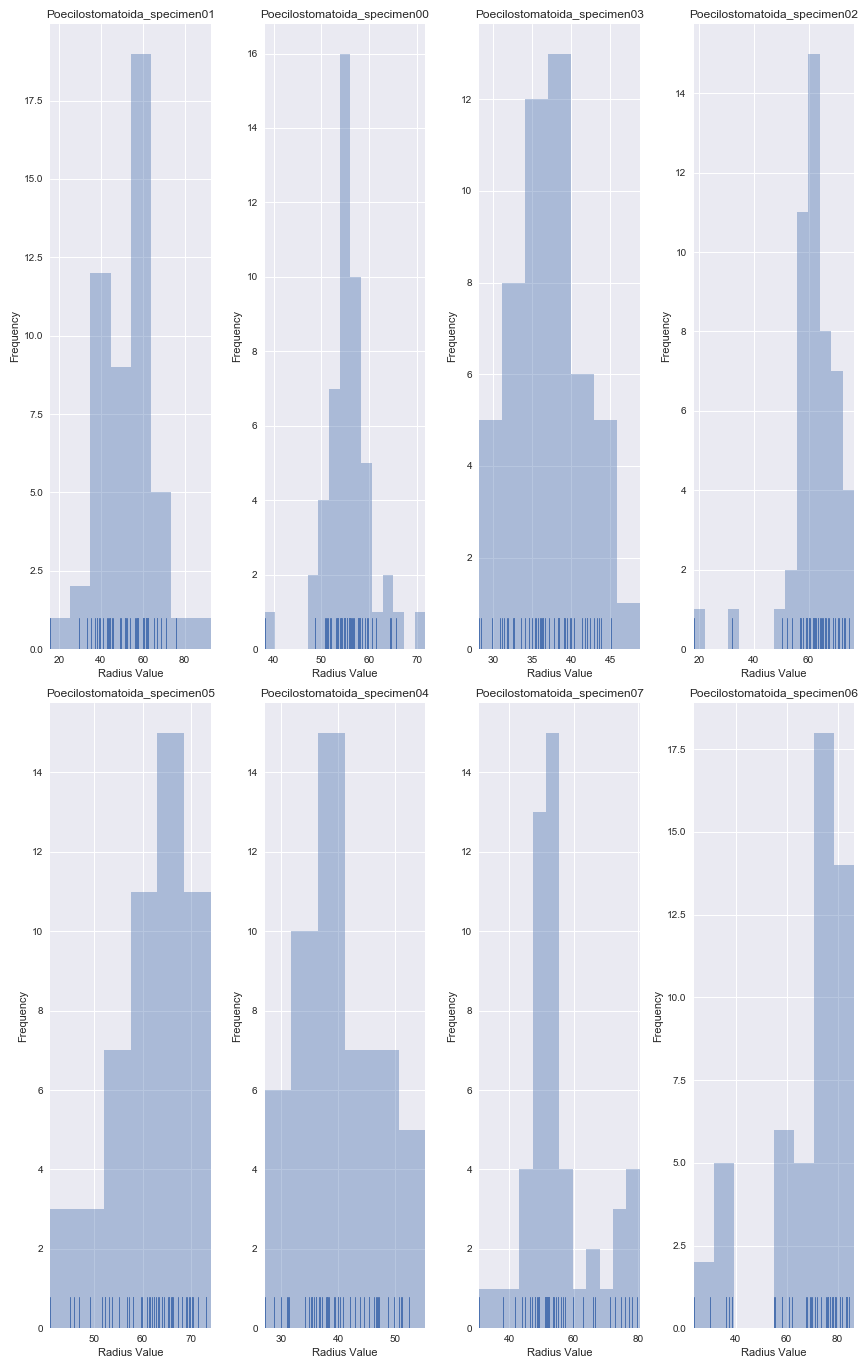 Poecilostomatoida_specimen01
17.5
15.0
12.5
10.0
7.5
5.0
2.5
0.0
Frequency
20 40 60 80
Radius Value
Poecilostomatoida_specimen00
16
14
12
10
8
6
4
2
0
Frequency
40 50 60 70
Radius Value
Poecilostomatoida_specimen03
12
10
8
6
4
2
0
Frequency
30 35 40 45
Radius Value
Poecilostomatoida_specimen02
14
12
10
8
6
4
2
0
Frequency
20 40 60
Radius Value
Poecilostomatoida_specimen05
14
12
10
8
6
4
2
0
Frequency
50 60 70
Radius Value
Poecilostomatoida_specimen04
14
12
10
8
6
4
2
0
Frequency
30 40 50
Radius Value
Poecilostomatoida_specimen07
14
12
10
8
6
4
2
0
Frequency
40 60 80
Radius Value
Poecilostomatoida_specimen06
17.5
15.0
12.5
10.0
7.5
5.0
2.5
0.0
Frequency
40 60 80
Radius Value